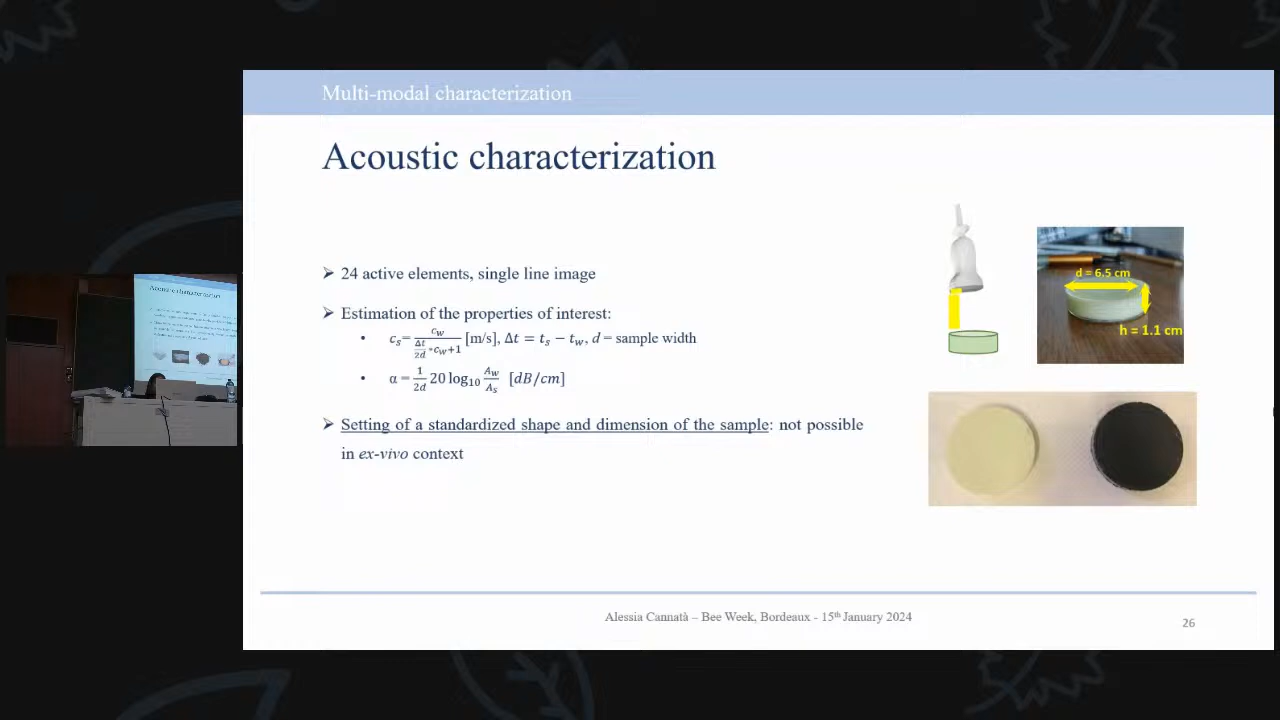 Multi-modal characterization
Acoustic characterization
➢ 24 active elements, single line image
➢ Estimation of the properties of interest:
• c_s = c_w / (Δt/2d * c_w + 1) [m/s], Δt = t_s − t_w, d = sample width
• α = 1/2d 20 log₁₀ A_w/A_s [dB/cm]
➢ Setting of a standardized shape and dimension of the sample: not possible
in ex-vivo context
d = 6.5 cm
h = 1.1 cm
Alessia Cannatà – Bee Week, Bordeaux - 15th January 2024
26
Acoustic characterization